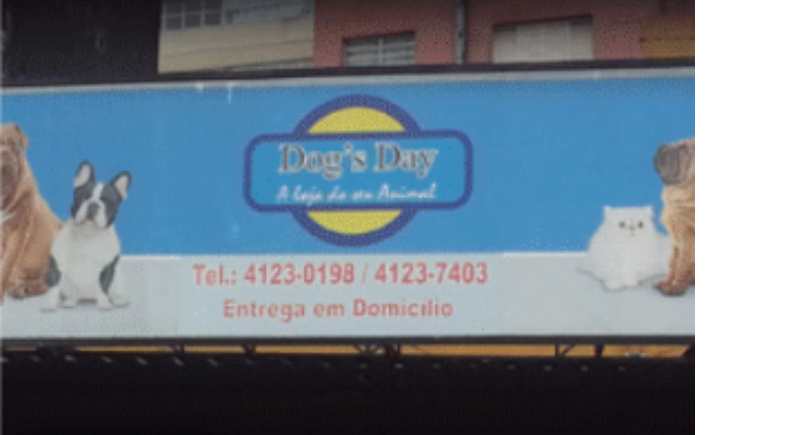 Dog's Day
A loja do seu Animal
Tel.: 4123-0198 / 4123-7403
Entrega em Domicílio